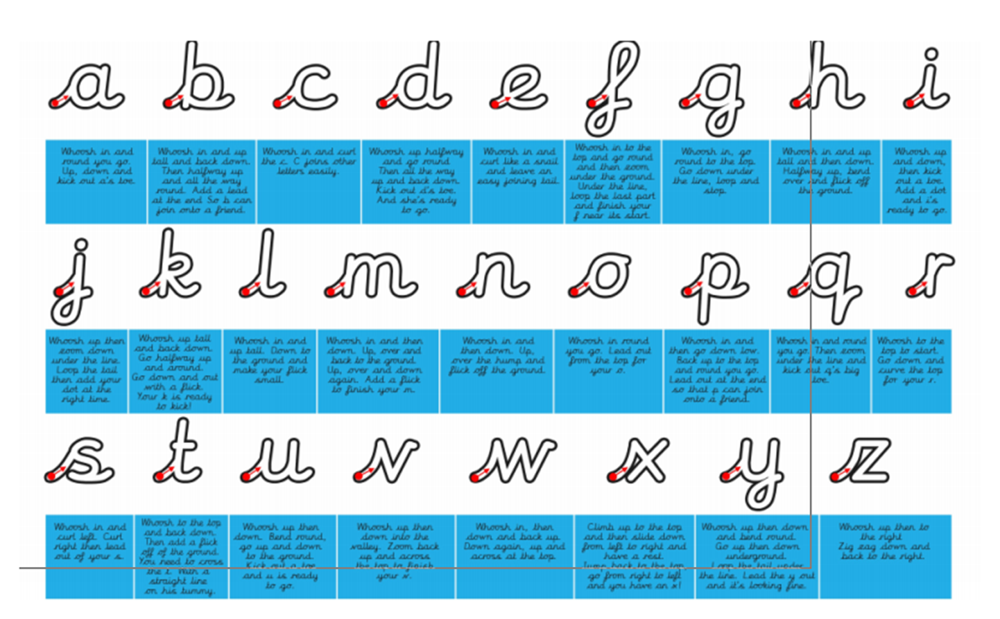 a b c d e f g h i
Whoosh in and
round you go.
Up, down and
kick out a's toe.
Whoosh in and up
tall and back down.
Then halfway up
and all the way
round. Add a lead
at the end So b can
join onto a friend.
Whoosh in and curl
the c. C joins other
letters easily.
Whoosh up halfway
and go round
Then all the way
up and back down.
Kick out d's toe.
And she's ready
to go.
Whoosh in and
curl like a snail
and leave an
easy joining tail.
Whoosh in to the
top and go round
and then zoom
under the ground.
Under the line,
loop the last part
and finish your
f near its start.
Whoosh in, go
round to the top.
Go down under
the line, loop and
stop.
Whoosh in and up
tall and then down.
Halfway up, bend
over and flick off
the ground.
Whoosh up
and down,
then kick
out a toe.
Add a dot
and i's
ready to go.
j k l m n o p q r
Whoosh up then
zoom down
under the line.
Loop the tail
then add your
dot at the
right time.
Whoosh up tall
and back down.
Go halfway up
and around.
Go down and out
with a flick.
Your k is ready
to kick!
Whoosh in and
up tall. Down to
the ground and
make your flick
small.
Whoosh in and then
down. Up, over and
back to the ground.
Up, over and down
again. Add a flick
to finish your m.
Whoosh in and
then down. Up,
over the hump and
flick off the ground.
Whoosh in round
you go. Lead out
from the top for
your o.
Whoosh in and
then go down low.
Back up to the top
and round you go.
Lead out at the end
so that p can join
onto a friend.
Whoosh in and round
you go. Then zoom
under the line and
kick out q's big
toe.
Whoosh to the
top to start.
Go down and
curve the top
for your r.
s t u v w x y z
Whoosh in and
curl left. Curl
right then lead
out of your s.
Whoosh to the top
and back down.
Then add a flick
off of the ground.
You need to cross
the t. With a
straight line
on his tummy.
Whoosh up then
down. Bend round,
go up and down
to the ground.
Kick out a toe
and u is ready
to go.
Whoosh up then
down into the
valley. Zoom back
up and across
the top to finish
your v.
Whoosh in, then
down and back up.
Down again, up and
across at the top.
Climb up to the top
and then slide down
from left to right and
have a rest.
Jump back to the top,
go from right to left
and you have an x!
Whoosh up then down
and bend round.
Go up then down
underground.
Loop the tail under
the line. Lead the y out
and it's looking fine.
Whoosh up then to
the right
Zig zag down and
back to the right.